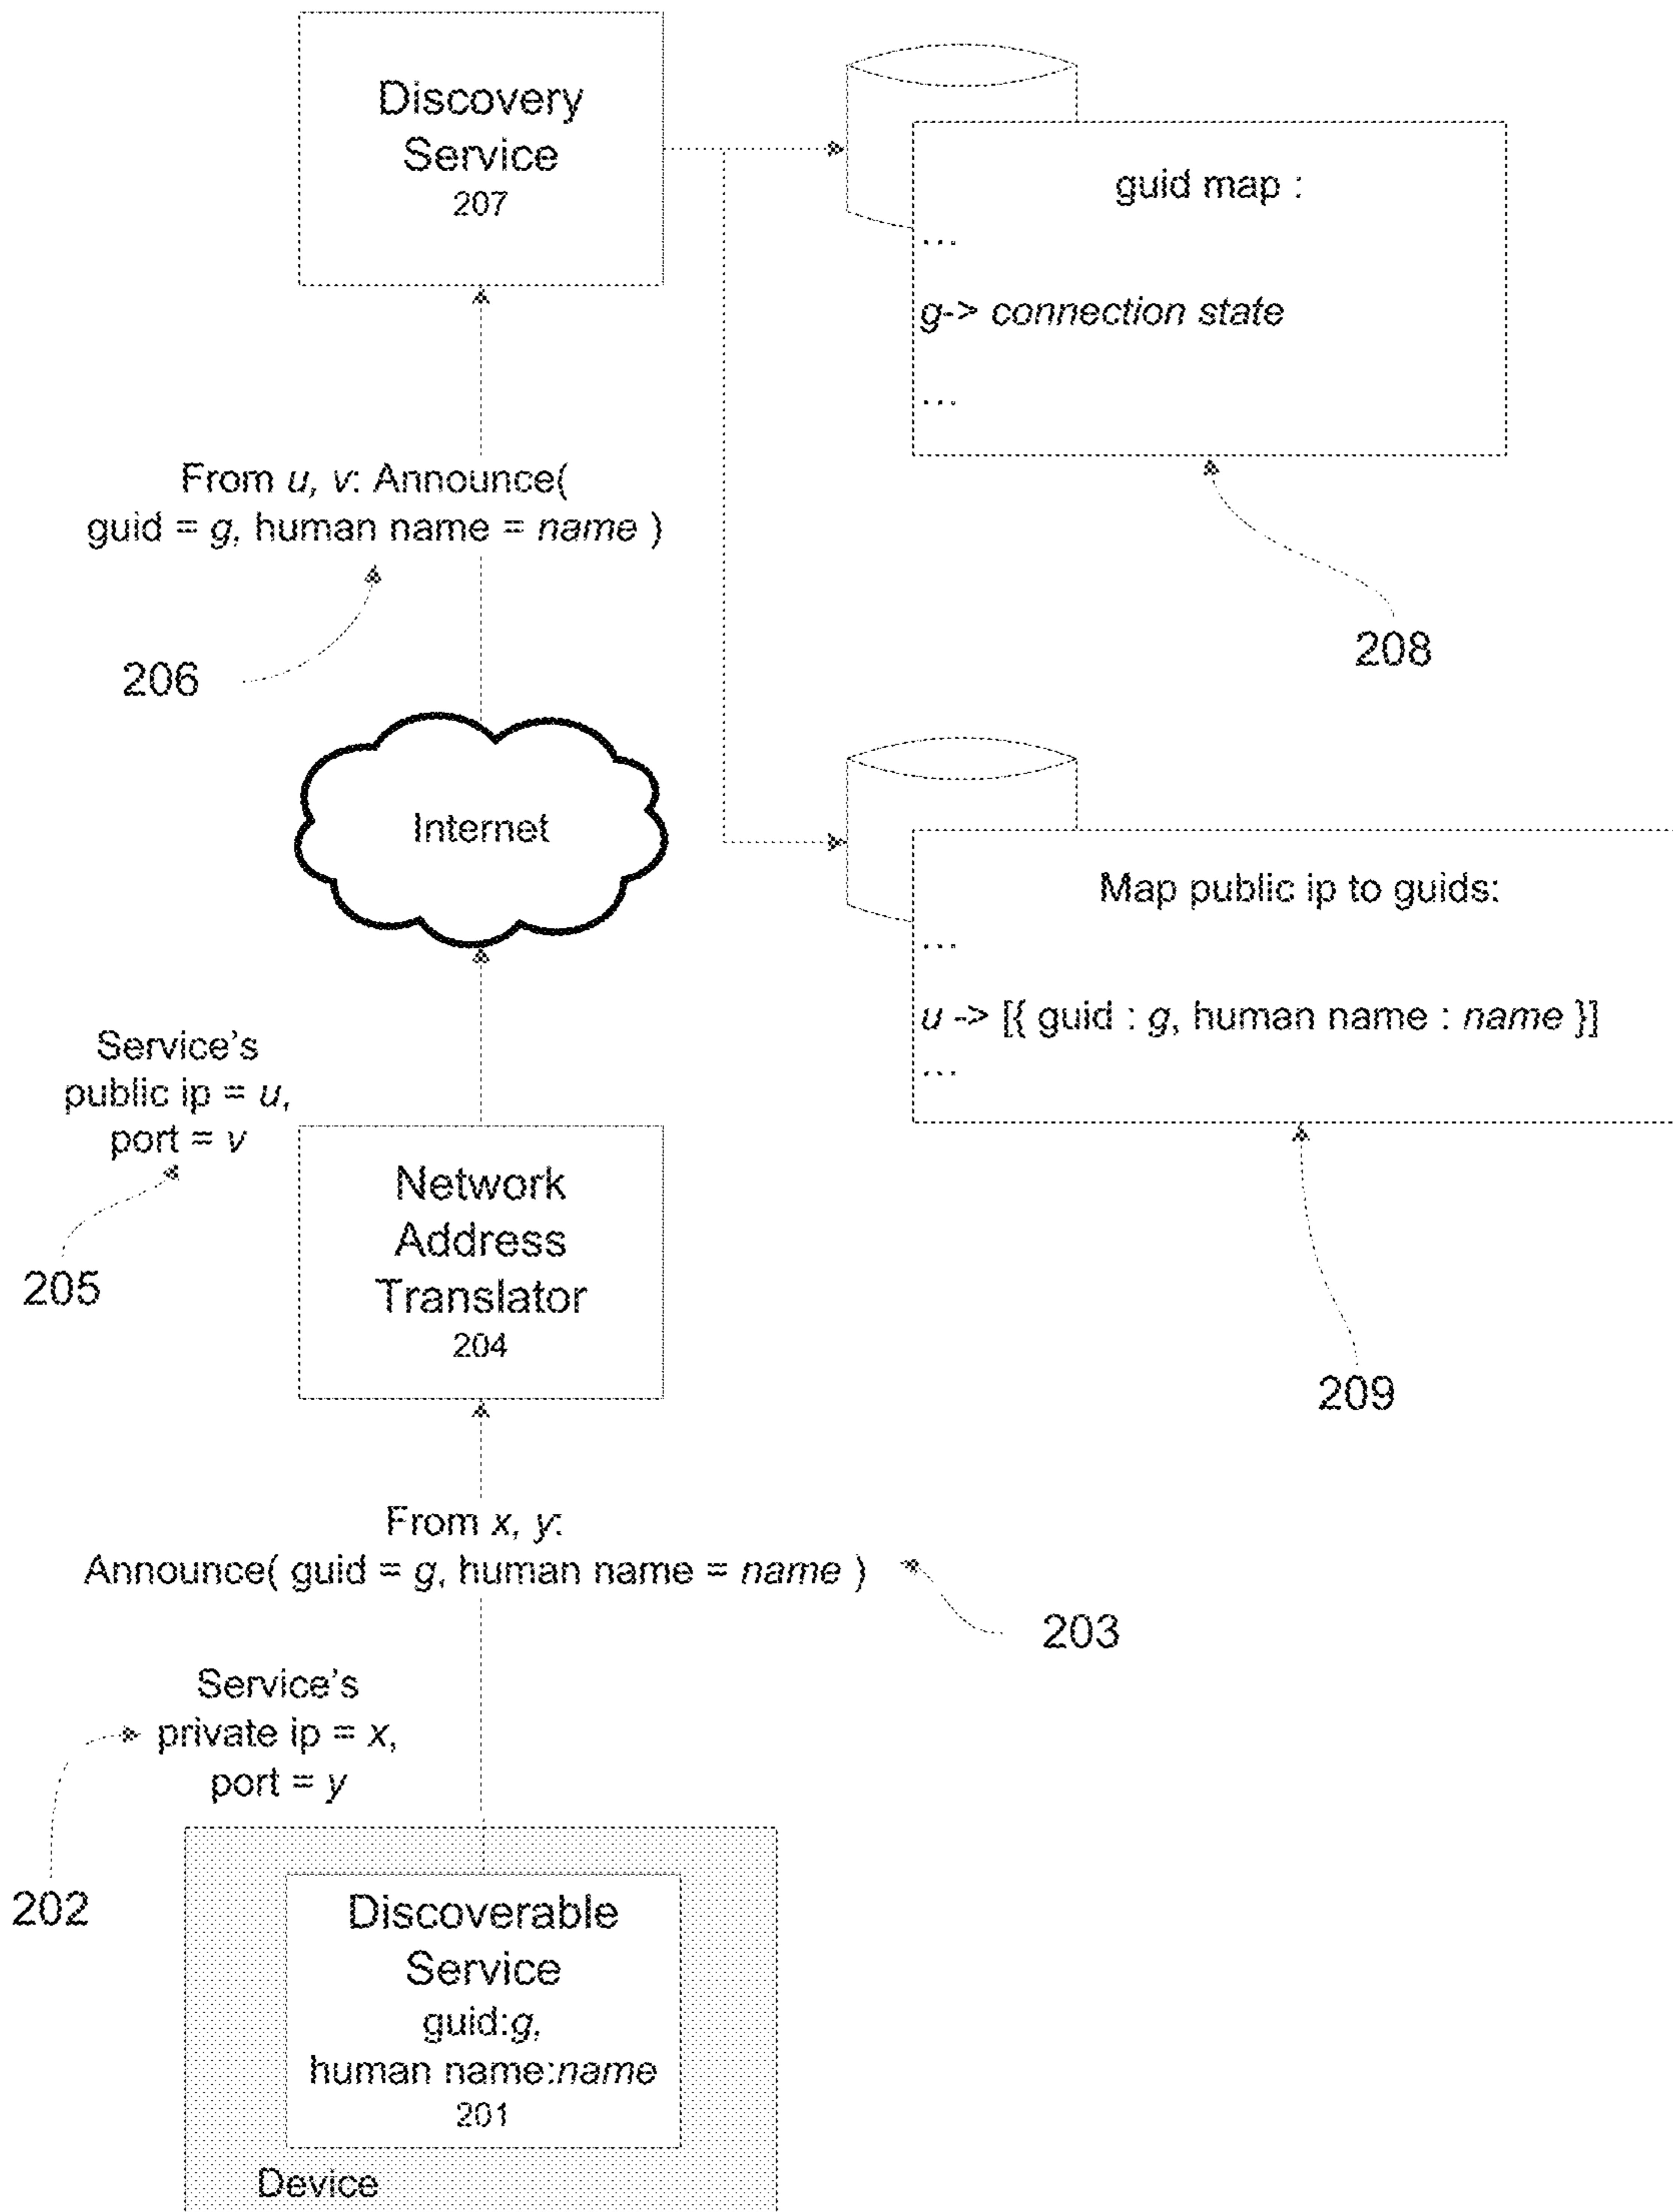 Discovery
Service
207
guid map :
...
g-> connection state
...
208
From u, v: Announce(
guid = g, human name = name )
206
Internet
Map public ip to guids:
...
u -> [{ guid : g, human name : name }]
...
209
Service's
public ip = u,
port = v
205
Network
Address
Translator
204
From x, y:
Announce( guid = g, human name = name )
203
Service's
private ip = x,
port = y
202
Discoverable
Service
guid:g,
human name:name
201
Device